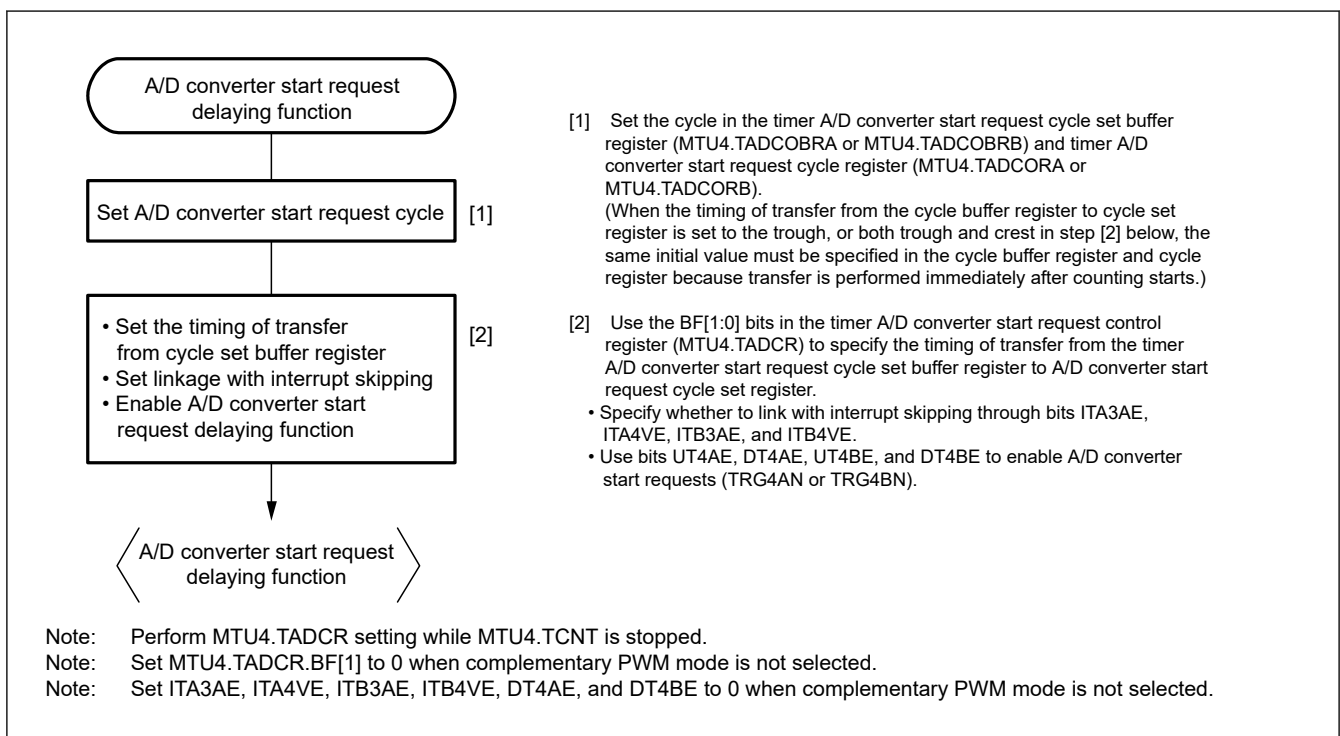 A/D converter start request
delaying function
Set A/D converter start request cycle
[1]
• Set the timing of transfer
from cycle set buffer register
• Set linkage with interrupt skipping
• Enable A/D converter start
request delaying function
[2]
A/D converter start request
delaying function
[1] Set the cycle in the timer A/D converter start request cycle set buffer
register (MTU4.TADCOBRA or MTU4.TADCOBRB) and timer A/D
converter start request cycle register (MTU4.TADCORA or
MTU4.TADCORB).
(When the timing of transfer from the cycle buffer register to cycle set
register is set to the trough, or both trough and crest in step [2] below, the
same initial value must be specified in the cycle buffer register and cycle
register because transfer is performed immediately after counting starts.)
[2] Use the BF[1:0] bits in the timer A/D converter start request control
register (MTU4.TADCR) to specify the timing of transfer from the timer
A/D converter start request cycle set buffer register to A/D converter start
request cycle set register.
• Specify whether to link with interrupt skipping through bits ITA3AE,
ITA4VE, ITB3AE, and ITB4VE.
• Use bits UT4AE, DT4AE, UT4BE, and DT4BE to enable A/D converter
start requests (TRG4AN or TRG4BN).
Note: Perform MTU4.TADCR setting while MTU4.TCNT is stopped.
Note: Set MTU4.TADCR.BF[1] to 0 when complementary PWM mode is not selected.
Note: Set ITA3AE, ITA4VE, ITB3AE, ITB4VE, DT4AE, and DT4BE to 0 when complementary PWM mode is not selected.